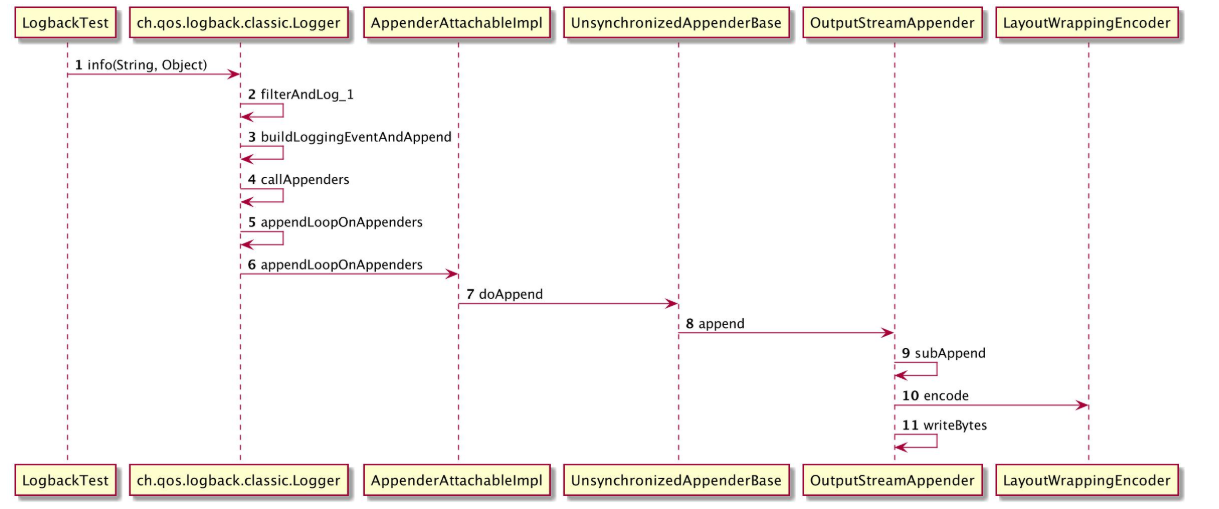 LogbackTest ch.qos.logback.classic.Logger AppenderAttachableImpl UnsynchronizedAppenderBase OutputStreamAppender LayoutWrappingEncoder
1 info(String, Object)
2 filterAndLog_1
3 buildLoggingEventAndAppend
4 callAppenders
5 appendLoopOnAppenders
6 appendLoopOnAppenders
7 doAppend
8 append
9 subAppend
10 encode
11 writeBytes
LogbackTest ch.qos.logback.classic.Logger AppenderAttachableImpl UnsynchronizedAppenderBase OutputStreamAppender LayoutWrappingEncoder